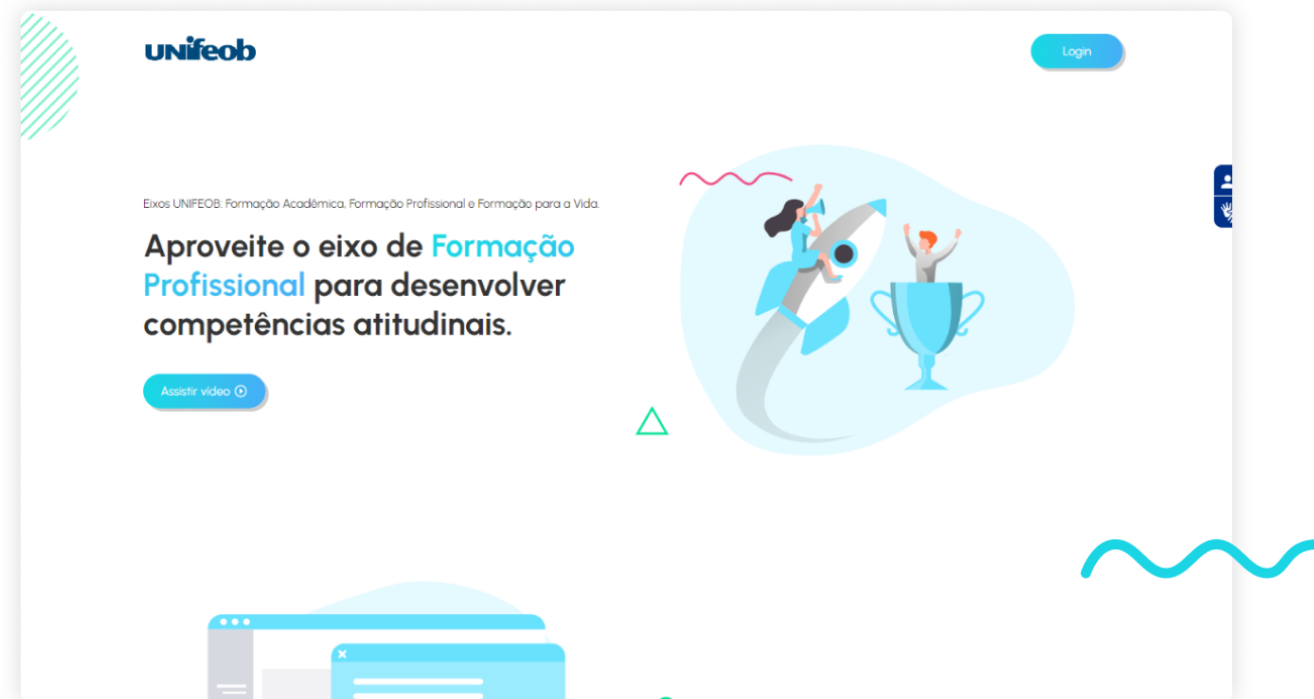 UNifeob
Login
Eixos UNIFEOB: Formação Acadêmica, Formação Profissional e Formação para a Vida.
Aproveite o eixo de Formação
Profissional para desenvolver
competências atitudinais.
Assistir vídeo